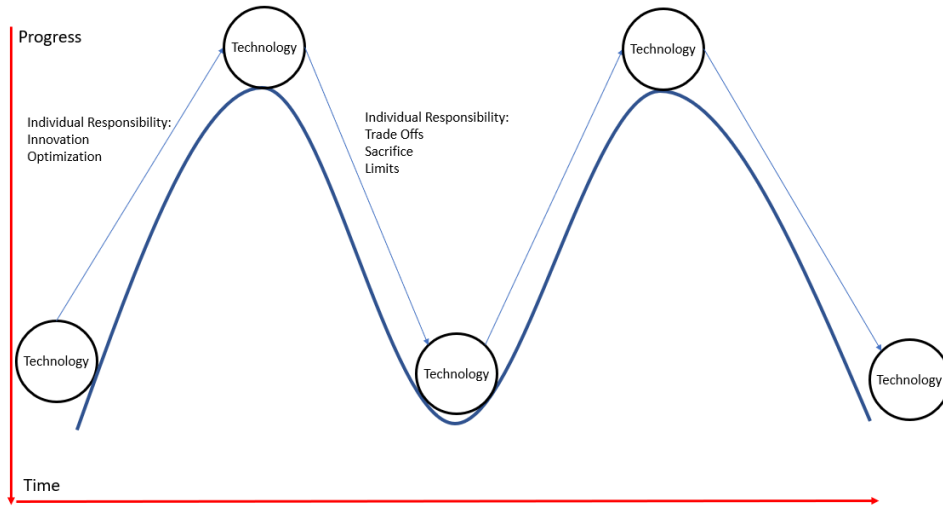 Progress
Technology
Technology
Individual Responsibility:
Innovation
Optimization
Individual Responsibility:
Trade Offs
Sacrifice
Limits
Technology
Technology
Technology
Time